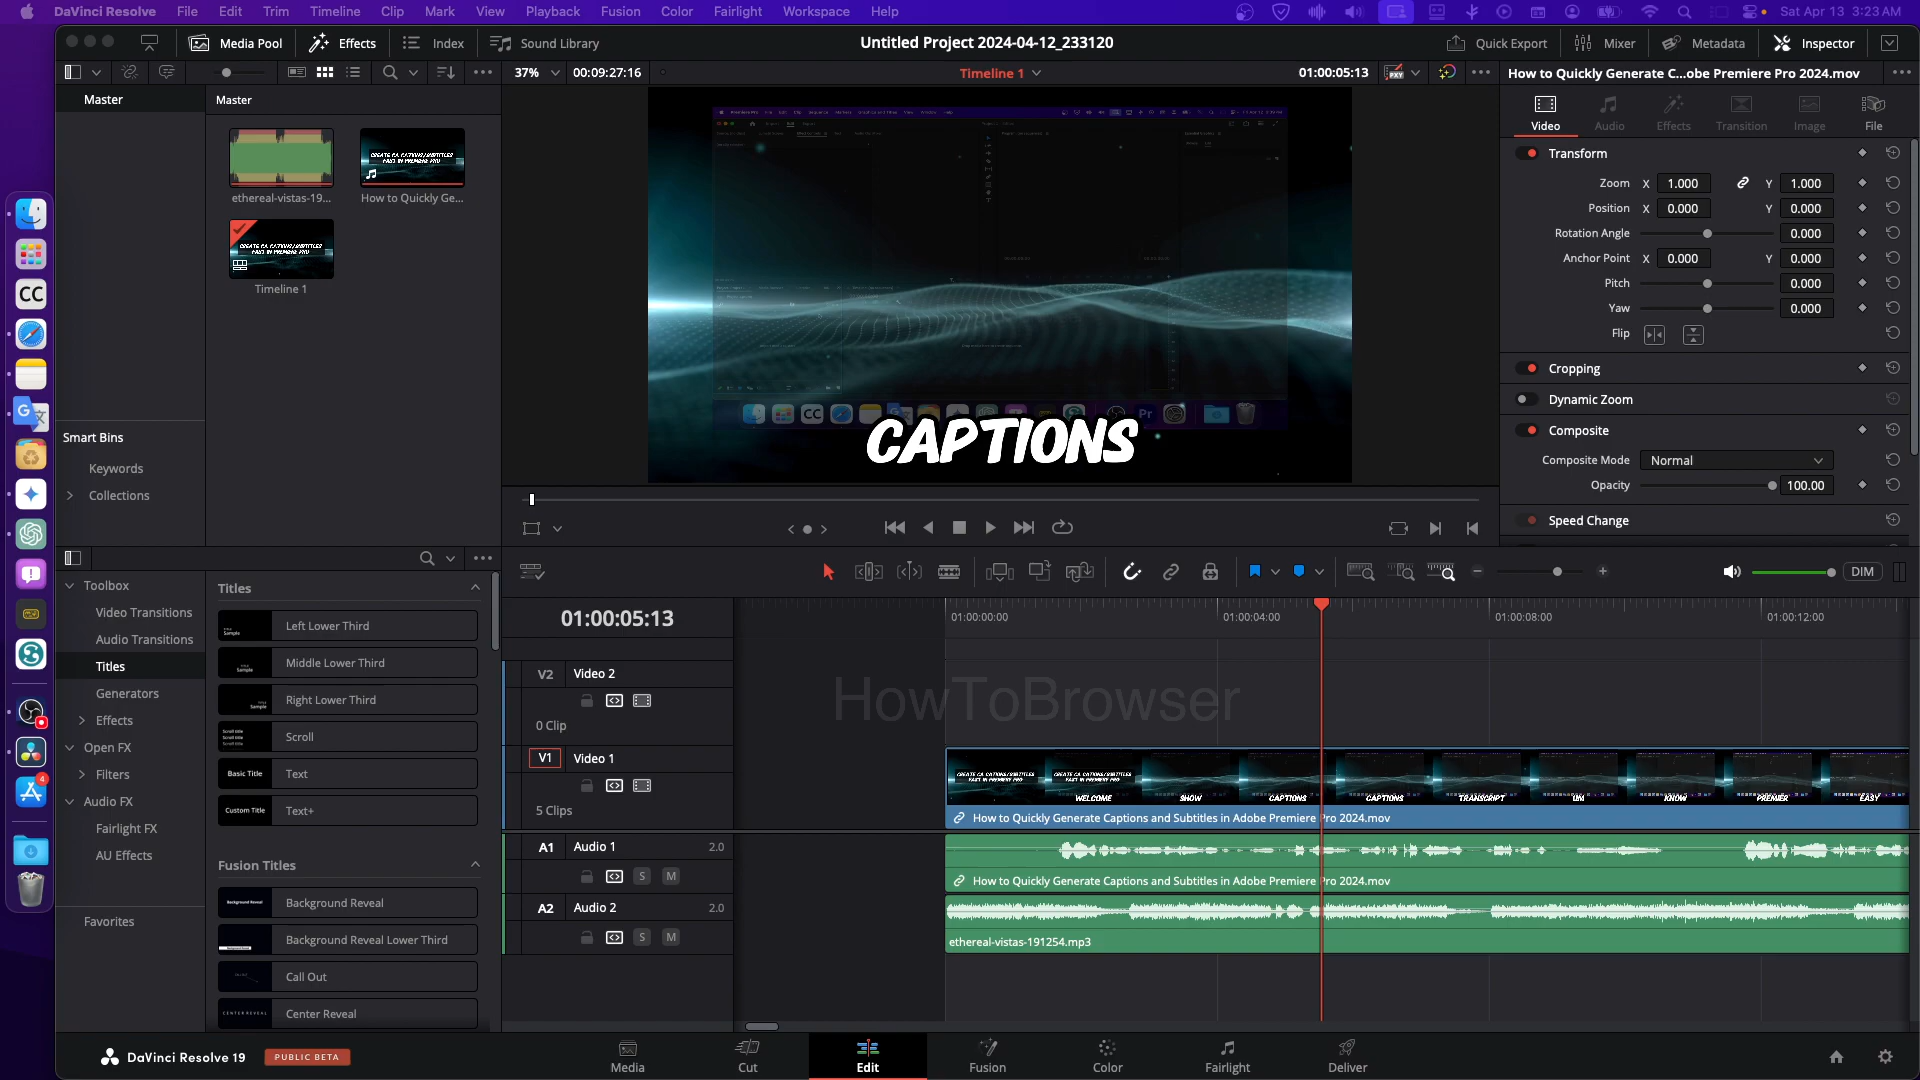 DaVinci Resolve File Edit Trim Timeline Clip Mark View Playback Fusion Color Fairlight Workspace Help Sat Apr 13 3:23 AM
Media Pool Effects Index Sound Library Untitled Project 2024-04-12_233120 Quick Export Mixer Metadata Inspector
37% 00:09:27:16 Timeline 1 01:00:05:13 PXY How to Quickly Generate C...obe Premiere Pro 2024.mov
Master
Master
ethereal-vistas-19...
How to Quickly Ge...
Timeline 1
Smart Bins
Keywords
Collections
CAPTIONS
Video Audio Effects Transition Image File
Transform
Zoom X 1.000 Y 1.000
Position X 0.000 Y 0.000
Rotation Angle 0.000
Anchor Point X 0.000 Y 0.000
Pitch 0.000
Yaw 0.000
Flip
Cropping
Dynamic Zoom
Composite
Composite Mode Normal
Opacity 100.00
Speed Change
Toolbox
Video Transitions
Audio Transitions
Titles
Generators
Effects
Open FX
Filters
Audio FX
Fairlight FX
AU Effects
Favorites
Titles
Left Lower Third
Middle Lower Third
Right Lower Third
Scroll
Basic Title Text
Custom Title Text+
Fusion Titles
Background Reveal Background Reveal
Background Reveal Lower Third
Call Out
CENTER REVEAL Center Reveal
DIM
01:00:05:13
01:00:00:00 01:00:04:00 01:00:08:00 01:00:12:00
V2 Video 2
0 Clip
HowToBrowser
V1 Video 1
5 Clips
WELCOME SHOW CAPTIONS CAPTIONS TRANSCRIPT UM KNOW PREMIER EASY
How to Quickly Generate Captions and Subtitles in Adobe Premiere Pro 2024.mov
A1 Audio 1 2.0
S M
How to Quickly Generate Captions and Subtitles in Adobe Premiere Pro 2024.mov
A2 Audio 2 2.0
S M
ethereal-vistas-191254.mp3
DaVinci Resolve 19 PUBLIC BETA
Media Cut Edit Fusion Color Fairlight Deliver